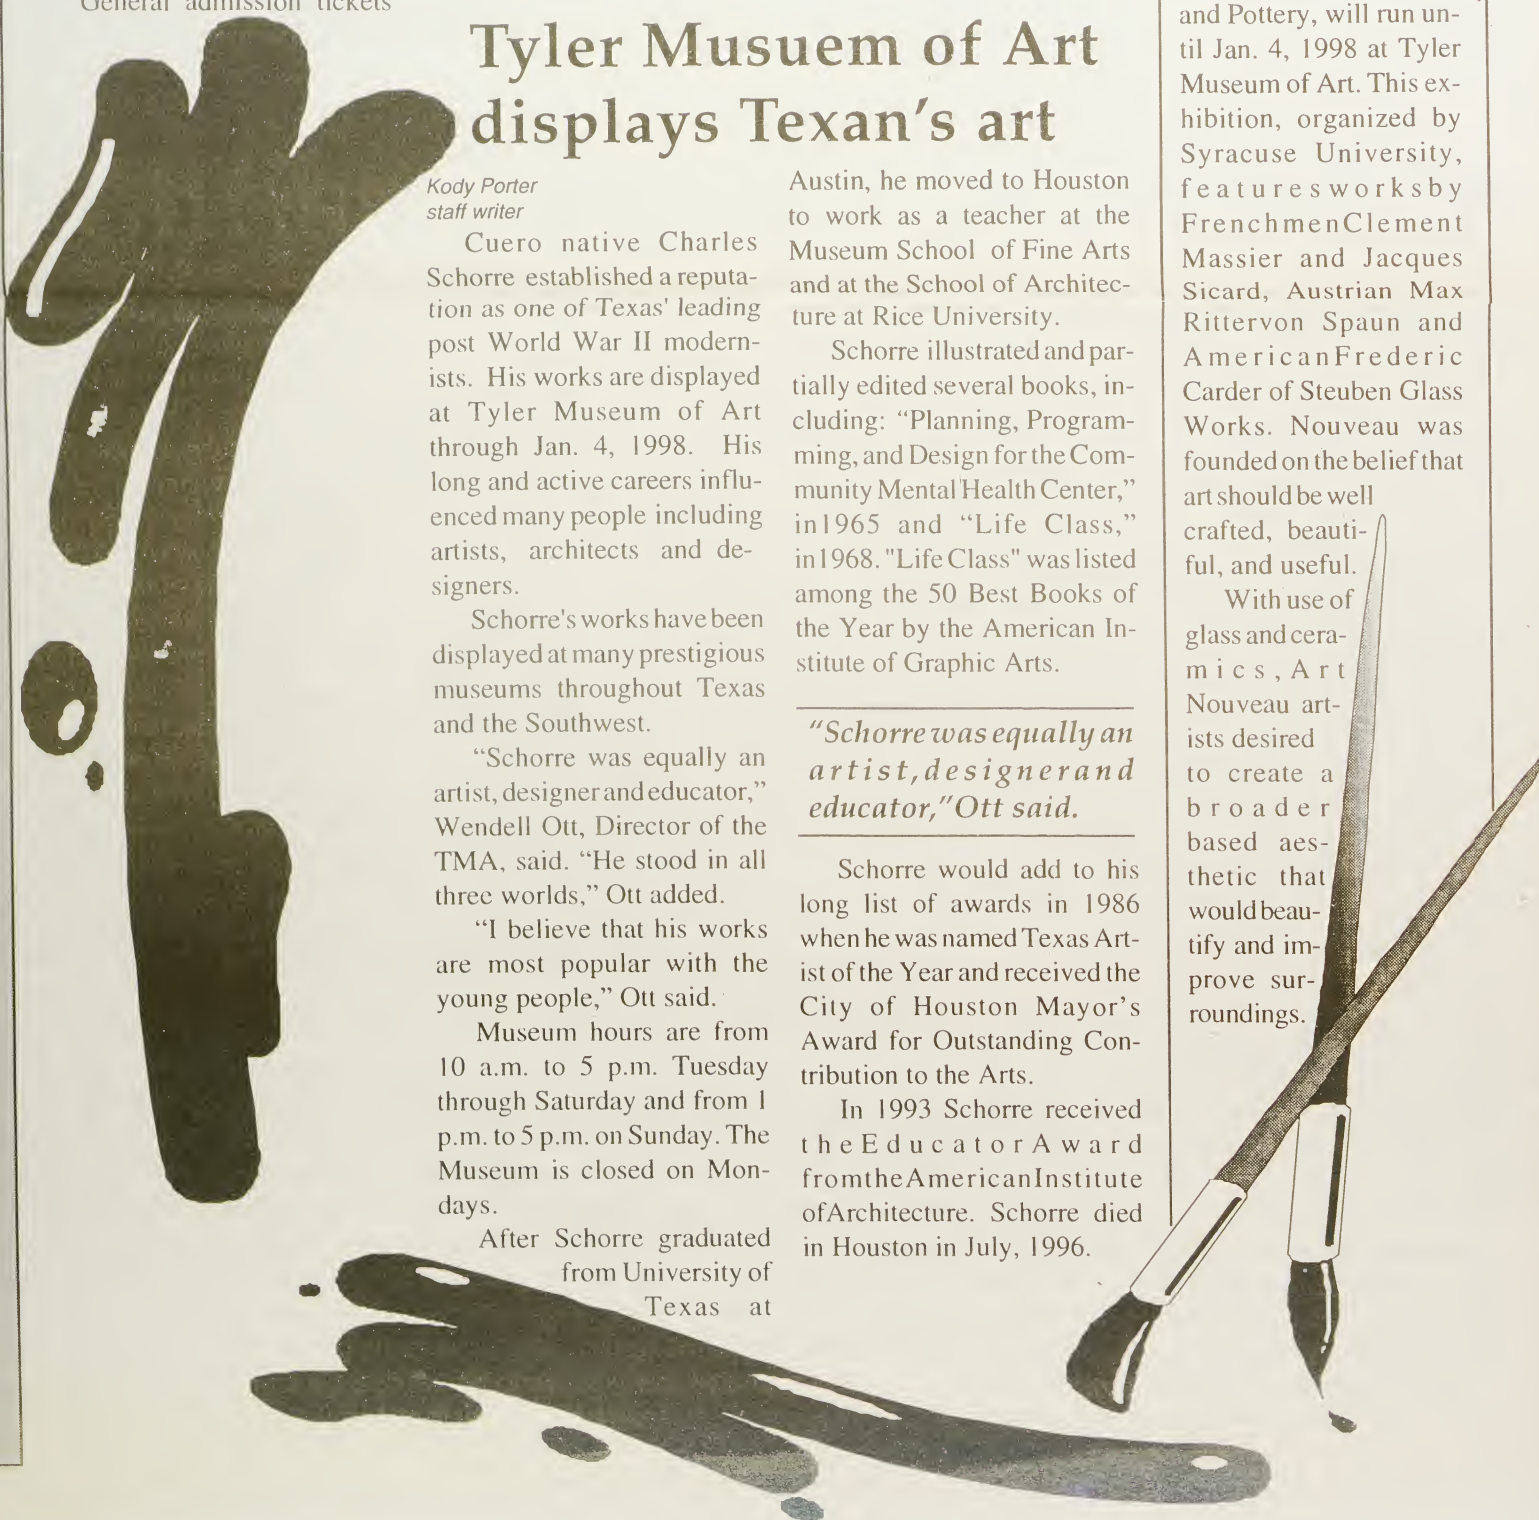 General admission tickets
Tyler Musuem of Art
displays Texan's art
Kody Porter
staff writer
Cuero native Charles
Schorre established a reputa-
tion as one of Texas' leading
post World War II modern-
ists. His works are displayed
at Tyler Museum of Art
through Jan. 4, 1998. His
long and active careers influ-
enced many people including
artists, architects and de-
signers.
Schorre's works have been
displayed at many prestigious
museums throughout Texas
and the Southwest.
“Schorre was equally an
artist, designer and educator,”
Wendell Ott, Director of the
TMA, said. “He stood in all
three worlds,” Ott added.
“I believe that his works
are most popular with the
young people,” Ott said.
Museum hours are from
10 a.m. to 5 p.m. Tuesday
through Saturday and from 1
p.m. to 5 p.m. on Sunday. The
Museum is closed on Mon-
days.
After Schorre graduated
from University of
Texas at
Austin, he moved to Houston
to work as a teacher at the
Museum School of Fine Arts
and at the School of Architec-
ture at Rice University.
Schorre illustrated and par-
tially edited several books, in-
cluding: “Planning, Program-
ming, and Design for the Com-
munity Mental Health Center,”
in1965 and “Life Class,”
in1968. "Life Class" was listed
among the 50 Best Books of
the Year by the American In-
stitute of Graphic Arts.
"Schorre was equally an
artist, designer and
educator," Ott said.
Schorre would add to his
long list of awards in 1986
when he was named Texas Art-
ist of the Year and received the
City of Houston Mayor's
Award for Outstanding Con-
tribution to the Arts.
In 1993 Schorre received
the Educator Award
from the American Institute
of Architecture. Schorre died
in Houston in July, 1996.
and Pottery, will run un-
til Jan. 4, 1998 at Tyler
Museum of Art. This ex-
hibition, organized by
Syracuse University,
features works by
Frenchmen Clement
Massier and Jacques
Sicard, Austrian Max
Rittervon Spaun and
American Frederic
Carder of Steuben Glass
Works. Nouveau was
founded on the belief that
art should be well
crafted, beauti-
ful, and useful.
With use of
glass and cera-
mics, Art
Nouveau art-
ists desired
to create a
broader
based aes-
thetic that
would beau-
tify and im-
prove sur-
roundings.